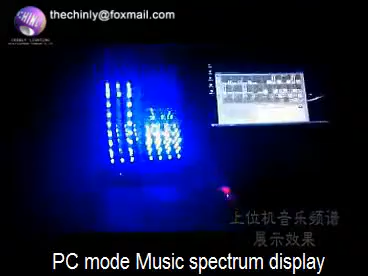 CHINLY
thechinly@foxmail.com
上位机音乐频谱
展示效果
PC mode Music spectrum display